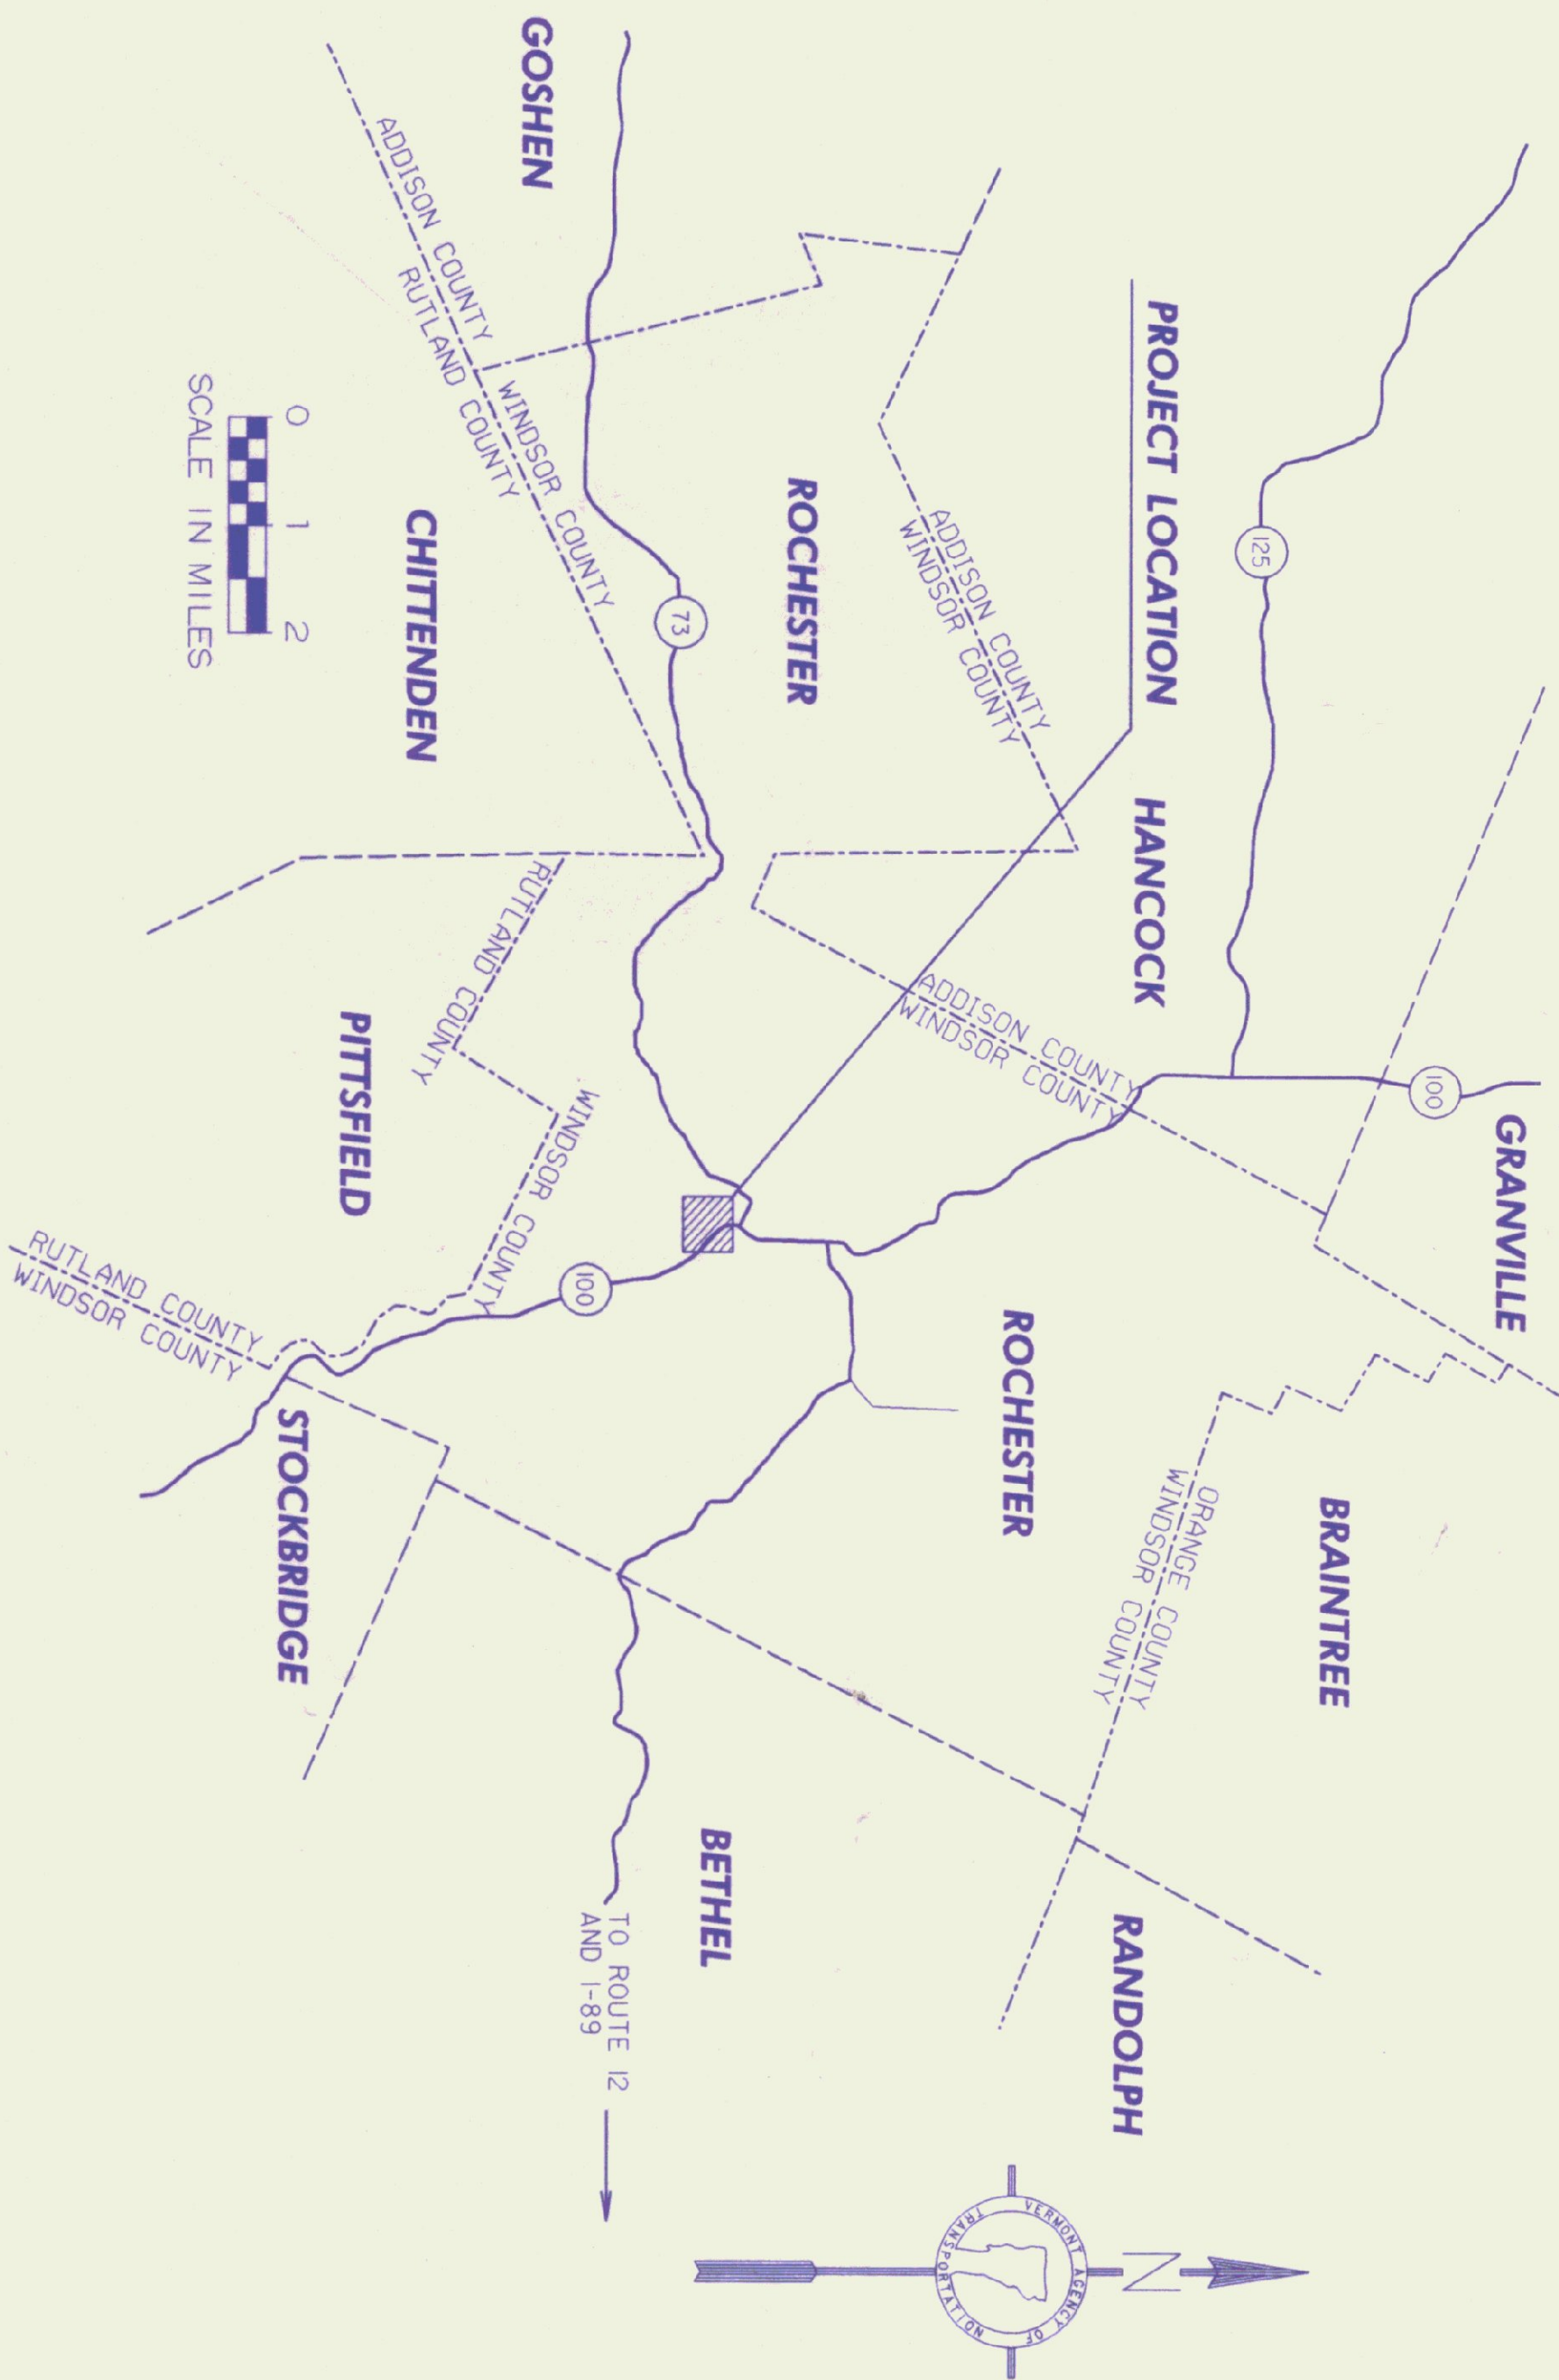 GRANVILLE
BRAINTREE
125
100
PROJECT LOCATION
HANCOCK
RANDOLPH
ORANGE COUNTY
WINDSOR COUNTY
N
VERMONT AGENCY OF TRANSPORTATION
ROCHESTER
ADDISON COUNTY
WINDSOR COUNTY
ADDISON COUNTY
WINDSOR COUNTY
ROCHESTER
BETHEL
73
100
TO ROUTE 12
AND I-89
GOSHEN
ADDISON COUNTY
RUTLAND COUNTY
WINDSOR COUNTY
RUTLAND COUNTY
RUTLAND COUNTY
WINDSOR COUNTY
CHITTENDEN
PITTSFIELD
STOCKBRIDGE
RUTLAND COUNTY
WINDSOR COUNTY
0 1 2
SCALE IN MILES